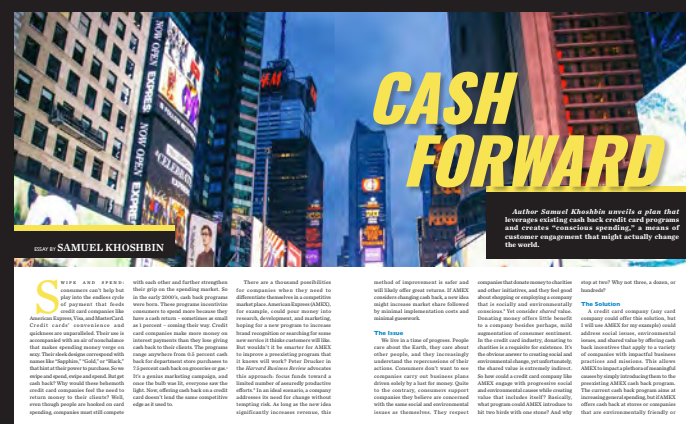 NOW OPEN
EXPRESS
NOW OPEN
EXPRESS
CELEBRATE
H&M
CASH
FORWARD
Author Samuel Khoshbin unveils a plan that
leverages existing cash back credit card programs
and creates “conscious spending,” a means of
customer engagement that might actually change
the world.
ESSAY BY SAMUEL KHOSHBIN
SWIPE AND SPEND:
consumers can't help but
play into the endless cycle
of payment that feeds
credit card companies like
American Express, Visa, and MasterCard.
Credit cards' convenience and
quickness are unparalleled. Their use is
accompanied with an air of nonchalance
that makes spending money verge on
sexy. Their sleek designs correspond with
names like “Sapphire,” “Gold,” or “Black,”
that hint at their power to purchase. So we
swipe and spend, swipe and spend. But get
cash back? Why would these behemoth
credit card companies feel the need to
return money to their clients? Well,
even though people are hooked on card
spending, companies must still compete
with each other and further strengthen
their grip on the spending market. So
in the early 2000's, cash back programs
were born. These programs incentivize
consumers to spend more because they
have a cash return – sometimes as small
as 1 percent – coming their way. Credit
card companies make more money on
interest payments than they lose giving
cash back to their clients. The programs
range anywhere from 0.5 percent cash
back for department store purchases to
7.5 percent cash back on groceries or gas.
It's a genius marketing campaign, and
once the bulb was lit, everyone saw the
light. Now, offering cash back on a credit
card doesn't lend the same competitive
edge as it used to.
There are a thousand possibilities
for companies when they need to
differentiate themselves in a competitive
market place. American Express (AMEX),
for example, could pour money into
research, development, and marketing,
hoping for a new program to increase
brand recognition or searching for some
new service it thinks customers will like.
But wouldn't it be smarter for AMEX
to improve a preexisting program that
it knows will work? Peter Drucker in
the Harvard Business Review advocates
this approach: focus funds toward a
limited number of assuredly productive
efforts.” In an ideal scenario, a company
addresses its need for change without
tempting risk. As long as the new idea
significantly increases revenue, this
method of improvement is safer and
will likely offer great returns. If AMEX
considers changing cash back, a new idea
might increase market share followed
by minimal implementation costs and
minimal guesswork.
The Issue
We live in a time of progress. People
care about the Earth, they care about
other people, and they increasingly
understand the repercussions of their
actions. Consumers don't want to see
companies carry out business plans
driven solely by a lust for money. Quite
to the contrary, consumers support
companies they believe are concerned
with the same social and environmental
issues as themselves. They respect
companies that donate money to charities
and other initiatives, and they feel good
about shopping or employing a company
that is socially and environmentally
conscious.” Yet consider shared value.
Donating money offers little benefit
to a company besides perhaps, mild
augmentation of consumer sentiment.
In the credit card industry, donating to
charities is a requisite for existence. It's
the obvious answer to creating social and
environmental change, yet unfortunately,
the shared value is extremely indirect.
So how could a credit card company like
AMEX engage with progressive social
and environmental causes while creating
value that includes itself? Basically,
what program could AMEX introduce to
hit two birds with one stone? And why
stop at two? Why not three, a dozen, or
hundreds?
The Solution
A credit card company (any card
company could offer this solution, but
I will use AMEX for my example) could
address social issues, environmental
issues, and shared value by offering cash
back incentives that apply to a variety
of companies with impactful business
practices and missions. This allows
AMEX to impact a plethora of meaningful
causes by simply introducing them to the
preexisting AMEX cash back program.
The current cash back program aims at
increasing general spending, but if AMEX
offers cash back at stores or companies
that are environmentally friendly or